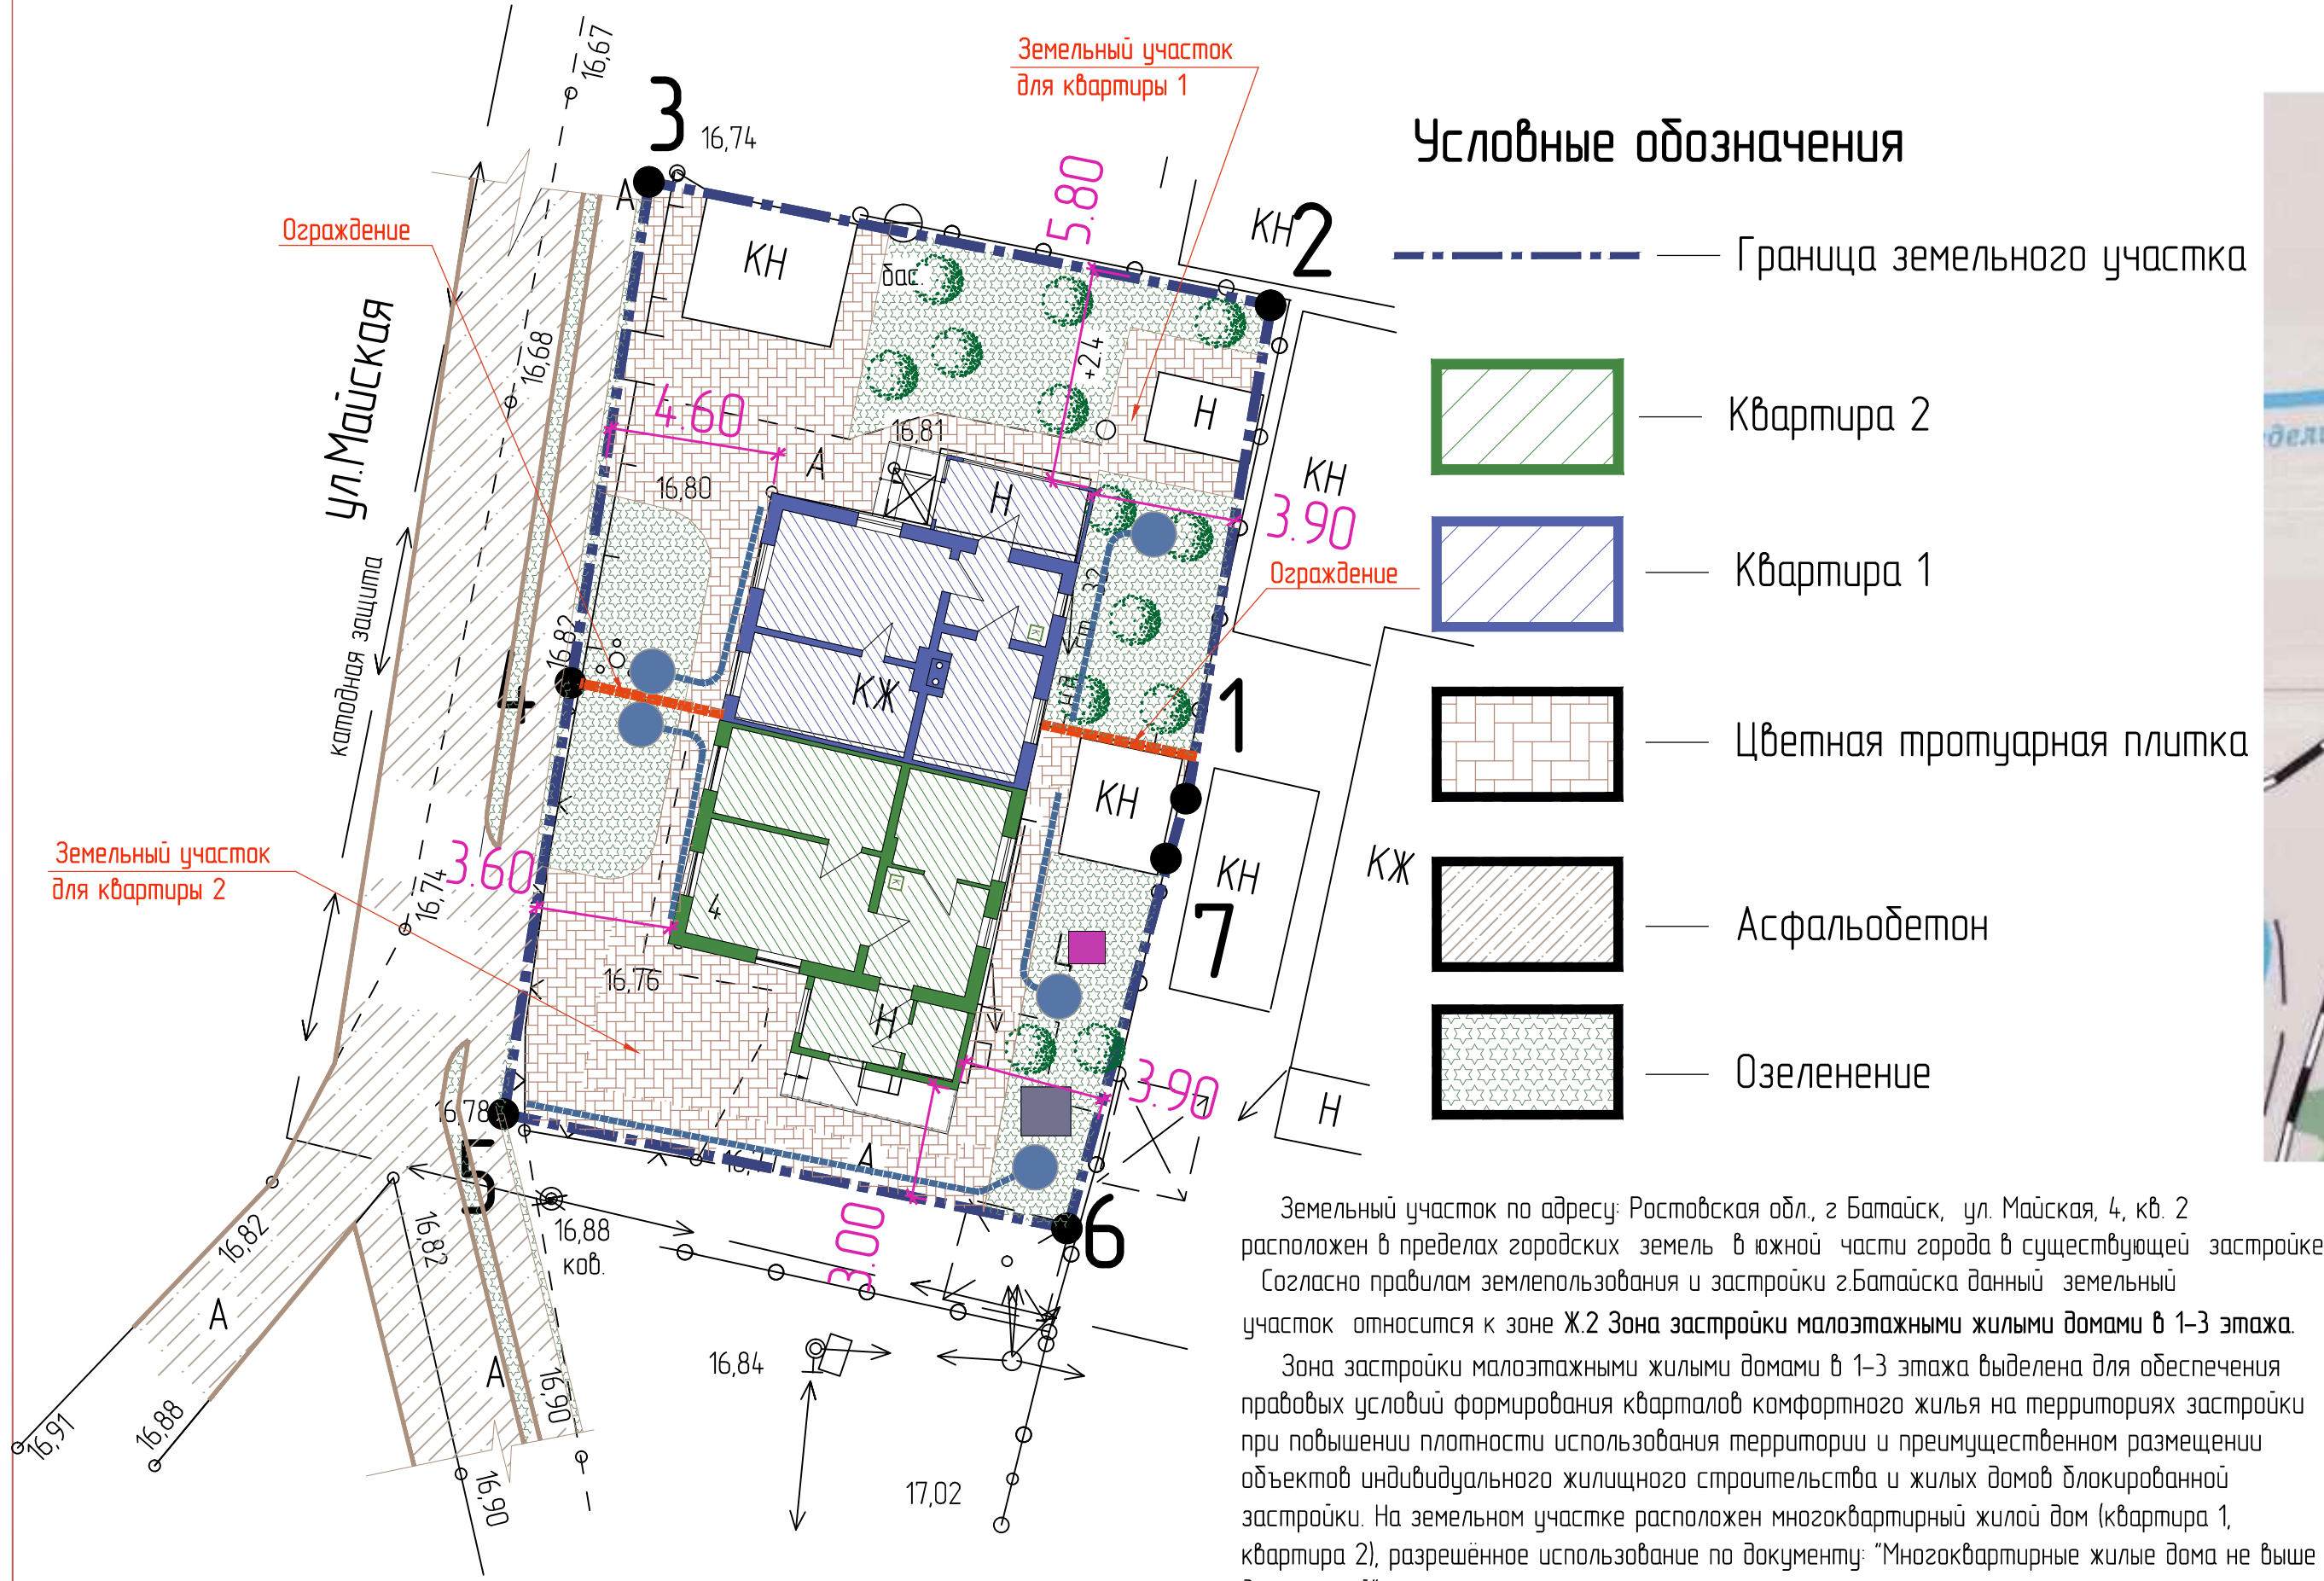 16,67
3
16,74
А
Земельный участок
для квартиры 1
5.80
КН
2
Ограждение
КН
бас.
ул.Майская
16,68
+2.4
4.60
Н
16,81
А
16,80
Н
КН
3.90
Ограждение
катодная защита
16,82
4
КЖ
1
КН
КН
КЖ
Земельный участок
для квартиры 2
3.60
16,74
4
7
16,76
Н
3.90
Н
16,78
5
А
6
16,82
16,82
16,88
ков.
3.00
А
А
16,84
16,91
16,88
16,90
16,90
17,02
Условные обозначения
Граница земельного участка
Квартира 2
Квартира 1
Цветная тротуарная плитка
Асфальобетон
Озеленение
Земельный участок по адресу: Ростовская обл., г Батайск, ул. Майская, 4, кв. 2
расположен в пределах городских земель в южной части города в существующей застройке
Согласно правилам землепользования и застройки г.Батайска данный земельный
участок относится к зоне Ж.2 Зона застройки малоэтажными жилыми домами в 1-3 этажа.
Зона застройки малоэтажными жилыми домами в 1-3 этажа выделена для обеспечения
правовых условий формирования кварталов комфортного жилья на территориях застройки
при повышении плотности использования территории и преимущественном размещении
объектов индивидуального жилищного строительства и жилых домов блокированной
застройки. На земельном участке расположен многоквартирный жилой дом (квартира 1,
квартира 2), разрешённое использование по документу: "Многоквартирные жилые дома не выше